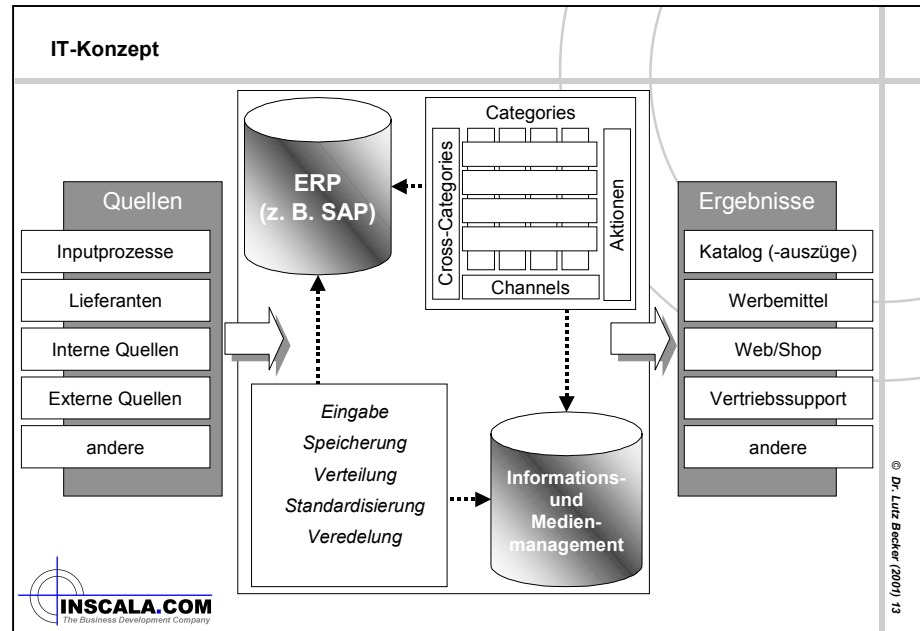 IT-Konzept
Quellen
Inputprozesse
Lieferanten
Interne Quellen
Externe Quellen
andere
ERP
(z. B. SAP)
Categories
Cross-Categories
Aktionen
Channels
Eingabe
Speicherung
Verteilung
Standardisierung
Veredelung
Informations-
und
Medien-
management
Ergebnisse
Katalog (-auszüge)
Werbemittel
Web/Shop
Vertriebssupport
andere
© Dr. Lutz Becker (2001) 13
INSCALA.COM
The Business Development Company